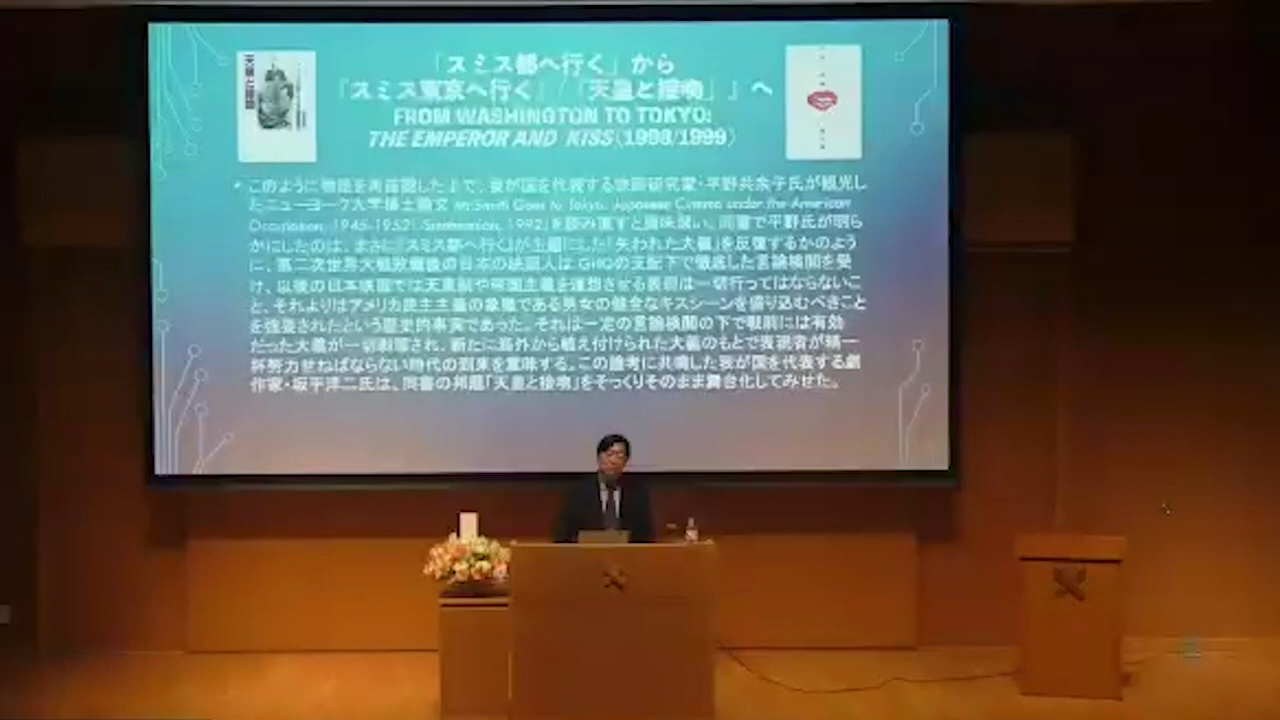 天皇と接吻
「スミス都へ行く」から
『スミス東京へ行く』/『天皇と接吻』』へ
FROM WASHINGTON TO TOKYO:
THE EMPEROR AND KISS(1998/1999)
このように物語を再確認した上で、我が国を代表する映画研究家・平野共余子氏が観光し
たニューヨーク大学博士論文 Mr.Smith Goes to Tokyo: Japanese Cinema under the American
Occupation, 1945-1952( Smithsonian, 1992)を読み直すと興味深い。同書で平野氏が明ら
かにしたのは、まさに『スミス都へ行く』が主題にした「失われた大義」を反復するかのよう
に、第二次世界大戦敗戦後の日本の映画人は GHQの支配下で徹底した言論検閲を受
け、以後の日本映画では天皇制や帝国主義を連想させる表現は一切行ってはならないこ
と、それよりはアメリカ民主主義の象徴である男女の健全なキスシーンを盛り込むべきこと
を強要されたという歴史的事実であった。それは一定の言論検閲の下で戦前には有効
だった大義が一切剥奪され、新たに海外から植え付けられた大義のもとで表現者が精一
杯努力せねばならない時代の到来を意味する。この論考に共鳴した我が国を代表する劇
作家・坂手洋二氏は、同書の邦題「天皇と接吻」をそっくりそのまま舞台化してみせた。